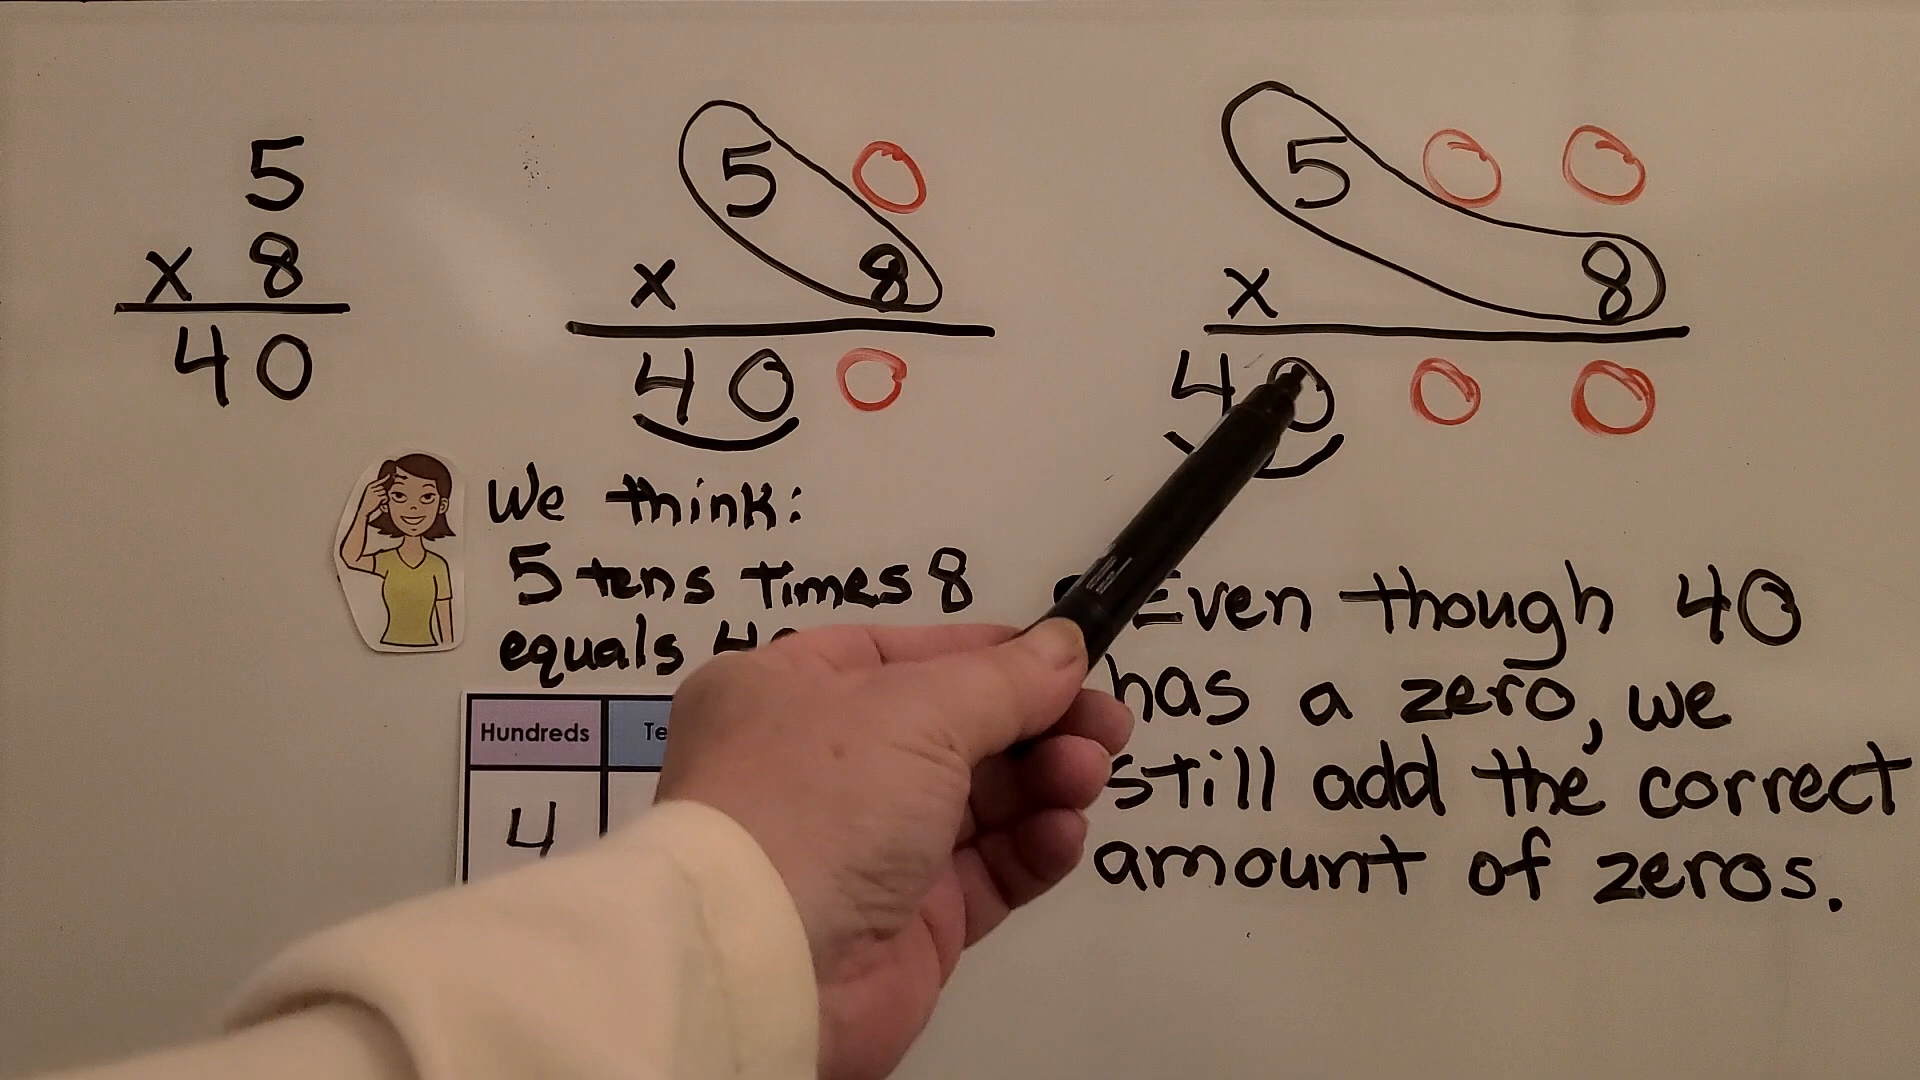 5
x 8
40
5 0
x 8
40 0
5 0 0
x 8
40 0 0
We think:
5 tens times 8
equals
Hundreds
4
Even though 40
has a zero, we
still add the correct
amount of zeros.